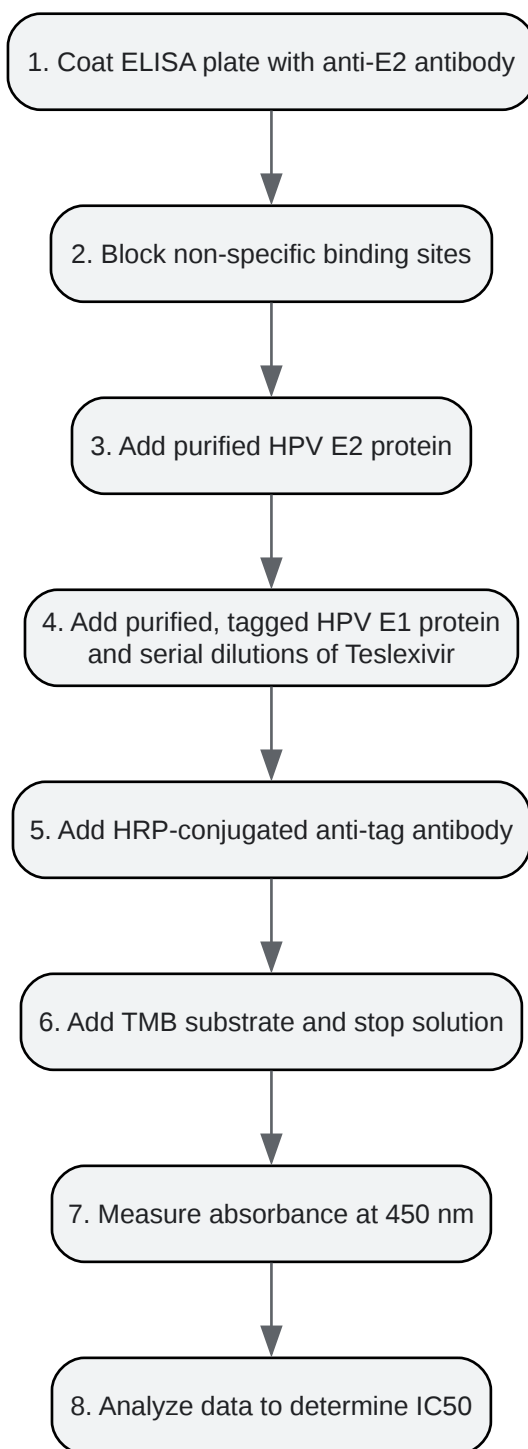 1. Coat ELISA plate with anti-E2 antibody
2. Block non-specific binding sites
3. Add purified HPV E2 protein
4. Add purified, tagged HPV E1 protein
and serial dilutions of Teslexivir
5. Add HRP-conjugated anti-tag antibody
6. Add TMB substrate and stop solution
7. Measure absorbance at 450 nm
8. Analyze data to determine IC50